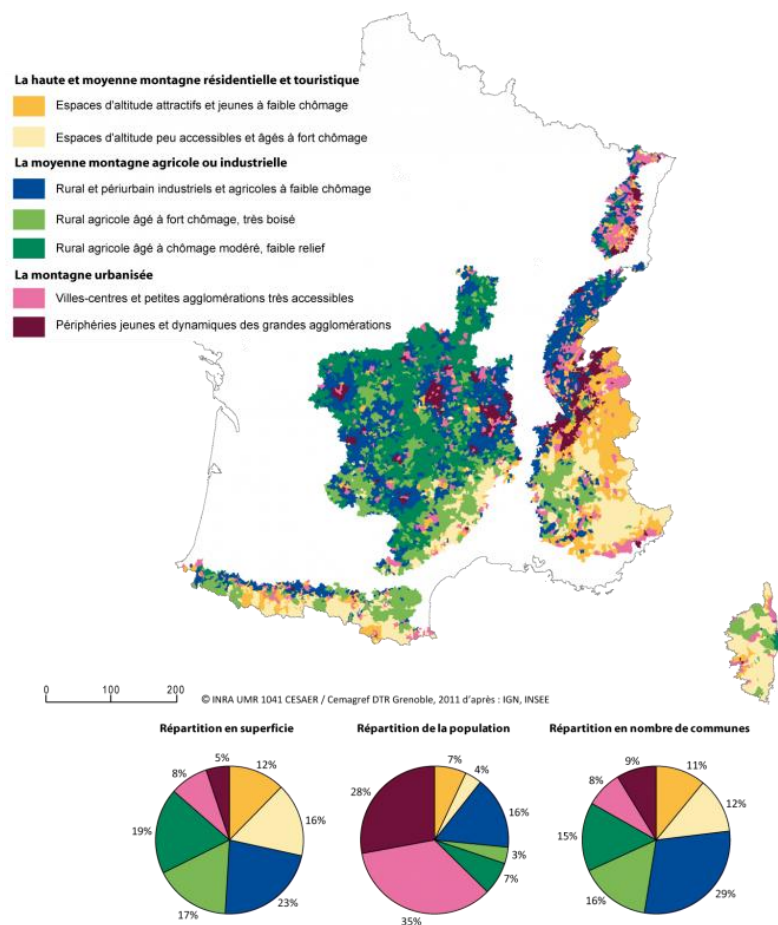 La haute et moyenne montagne résidentielle et touristique
Espaces d'altitude attractifs et jeunes à faible chômage
Espaces d'altitude peu accessibles et âgés à fort chômage
La moyenne montagne agricole ou industrielle
Rural et périurbain industriels et agricoles à faible chômage
Rural agricole âgé à fort chômage, très boisé
Rural agricole âgé à chômage modéré, faible relief
La montagne urbanisée
Villes-centres et petites agglomérations très accessibles
Périphéries jeunes et dynamiques des grandes agglomérations
0 100 200
© INRA UMR 1041 CESAER / Cemagref DTR Grenoble, 2011 d'après : IGN, INSEE
Répartition en superficie
5%
12%
8%
16%
19%
17%
23%
Répartition de la population
7%
4%
28%
16%
3%
7%
35%
Répartition en nombre de communes
9%
11%
8%
12%
15%
16%
29%